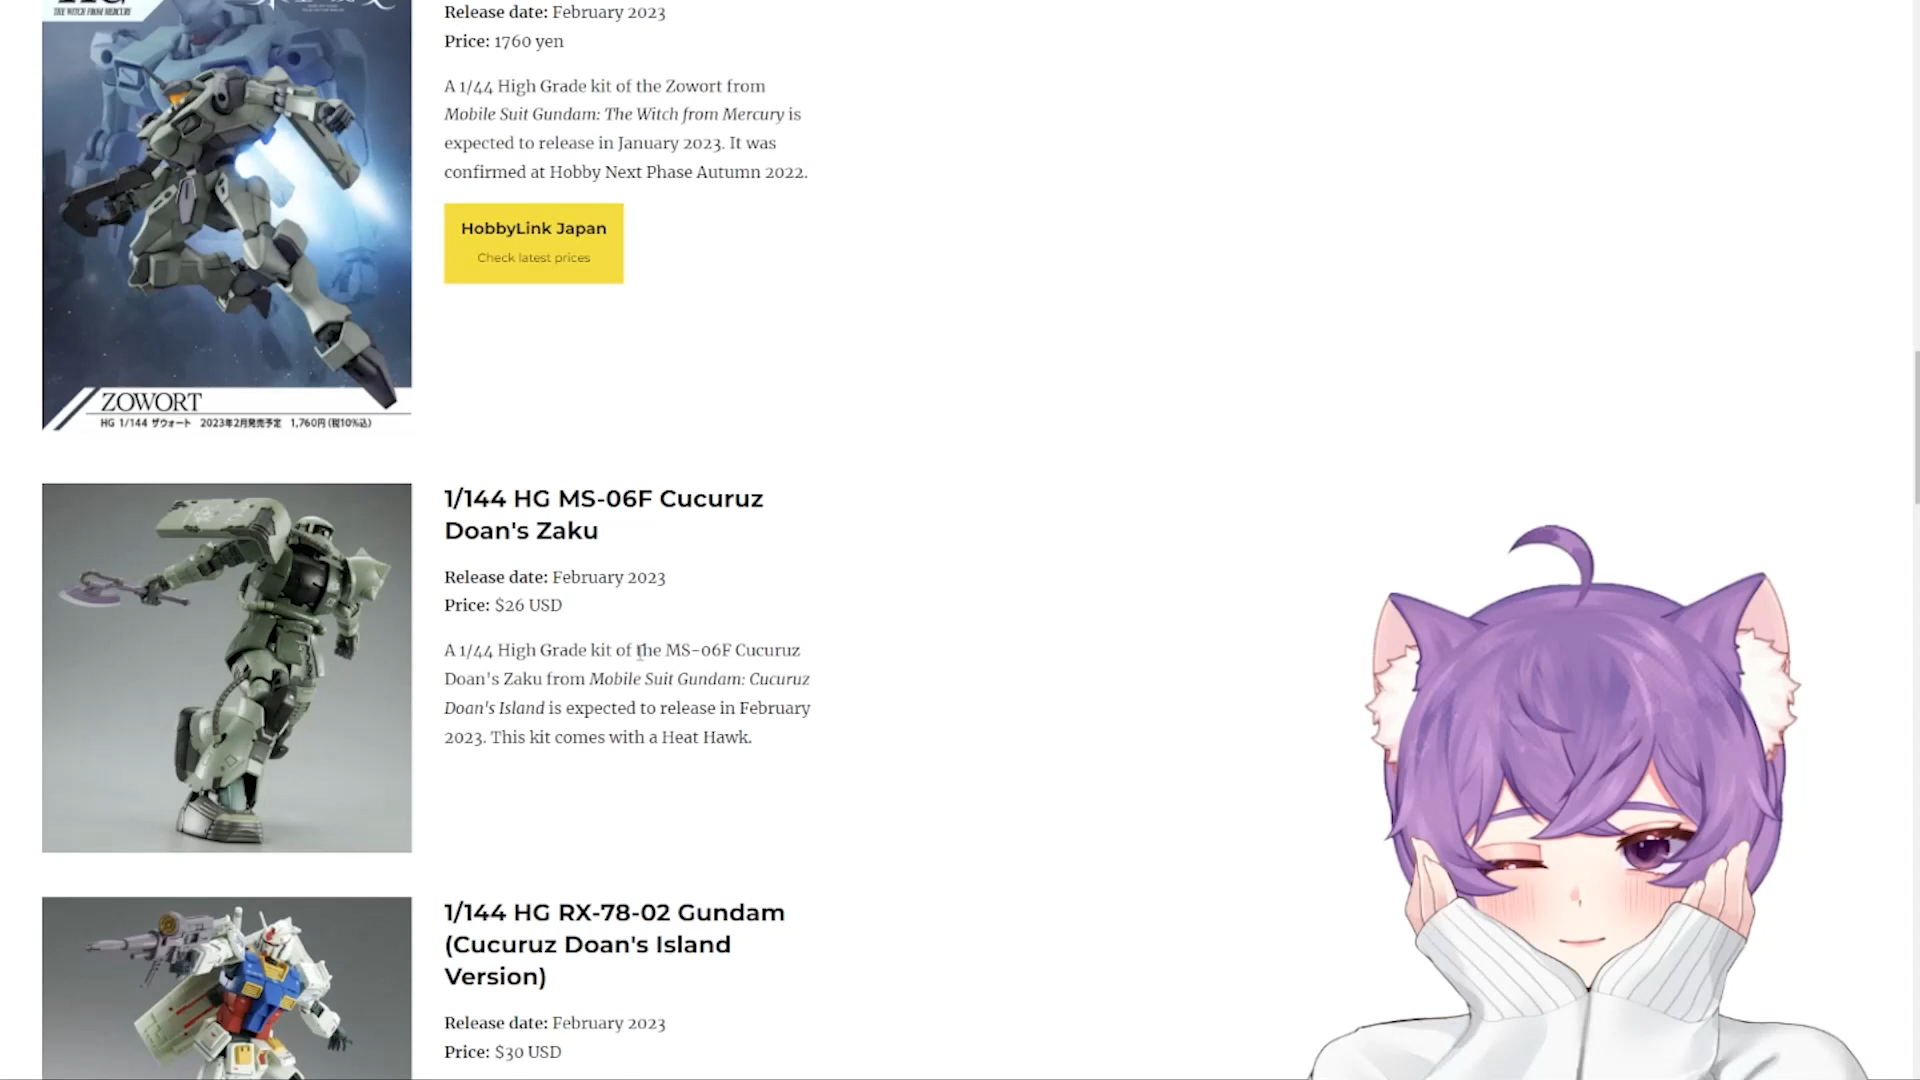 THE WITCH FROM MERCURY
Release date: February 2023
Price: 1760 yen
A 1/44 High Grade kit of the Zowort from
Mobile Suit Gundam: The Witch from Mercury is
expected to release in January 2023. It was
confirmed at Hobby Next Phase Autumn 2022.
HobbyLink Japan
Check latest prices
ZOWORT
HG 1/144 ザウォート 2023年2月発売予定 1,760円(税10%込)
1/144 HG MS-06F Cucuruz
Doan's Zaku
Release date: February 2023
Price: $26 USD
A 1/44 High Grade kit of the MS-06F Cucuruz
Doan's Zaku from Mobile Suit Gundam: Cucuruz
Doan's Island is expected to release in February
2023. This kit comes with a Heat Hawk.
1/144 HG RX-78-02 Gundam
(Cucuruz Doan's Island
Version)
Release date: February 2023
Price: $30 USD